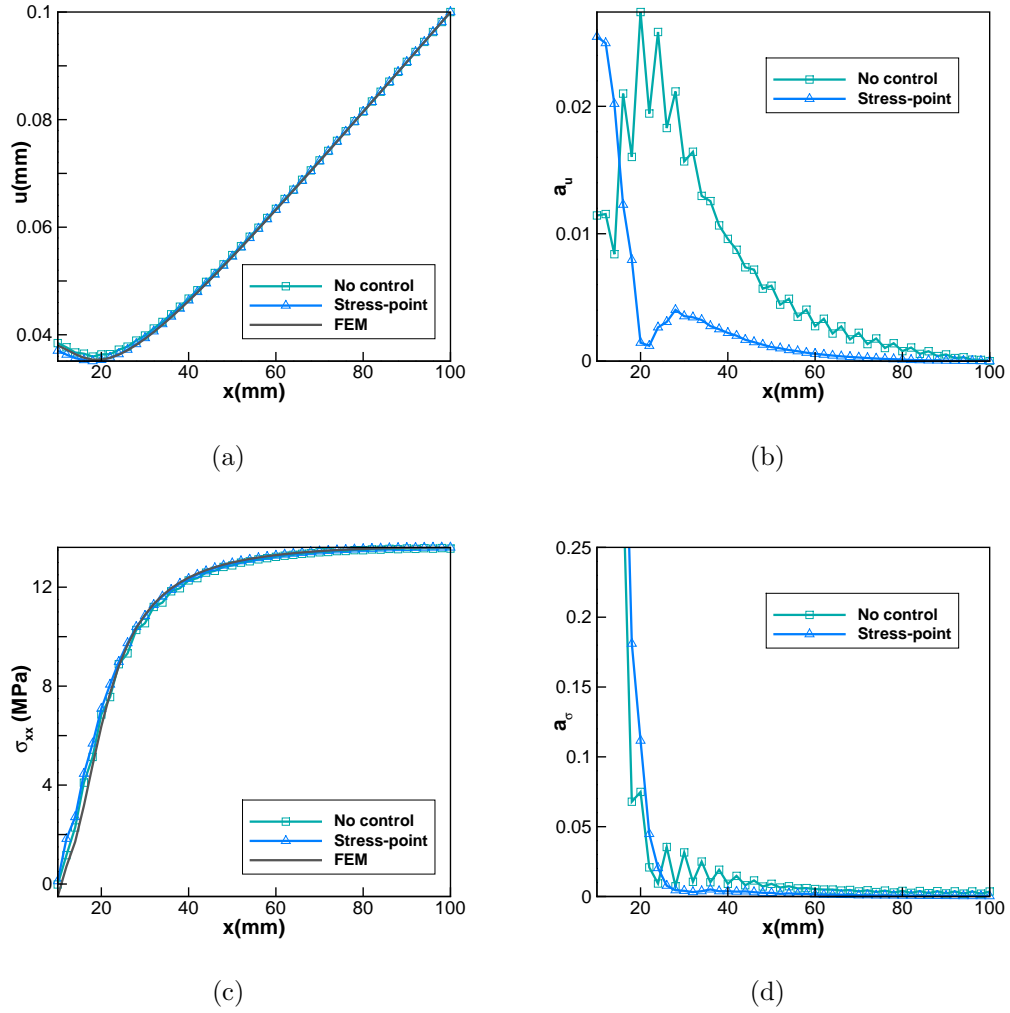 0.1
0.08
0.06
0.04
u(mm)
No control
Stress-point
FEM
20 40 60 80 100
x(mm)
(a)
0.02
0.01
0
a_u
No control
Stress-point
20 40 60 80 100
x(mm)
(b)
12
8
4
0
σ_xx (MPa)
No control
Stress-point
FEM
20 40 60 80 100
x(mm)
(c)
0.25
0.2
0.15
0.1
0.05
0
a_σ
No control
Stress-point
20 40 60 80 100
x(mm)
(d)